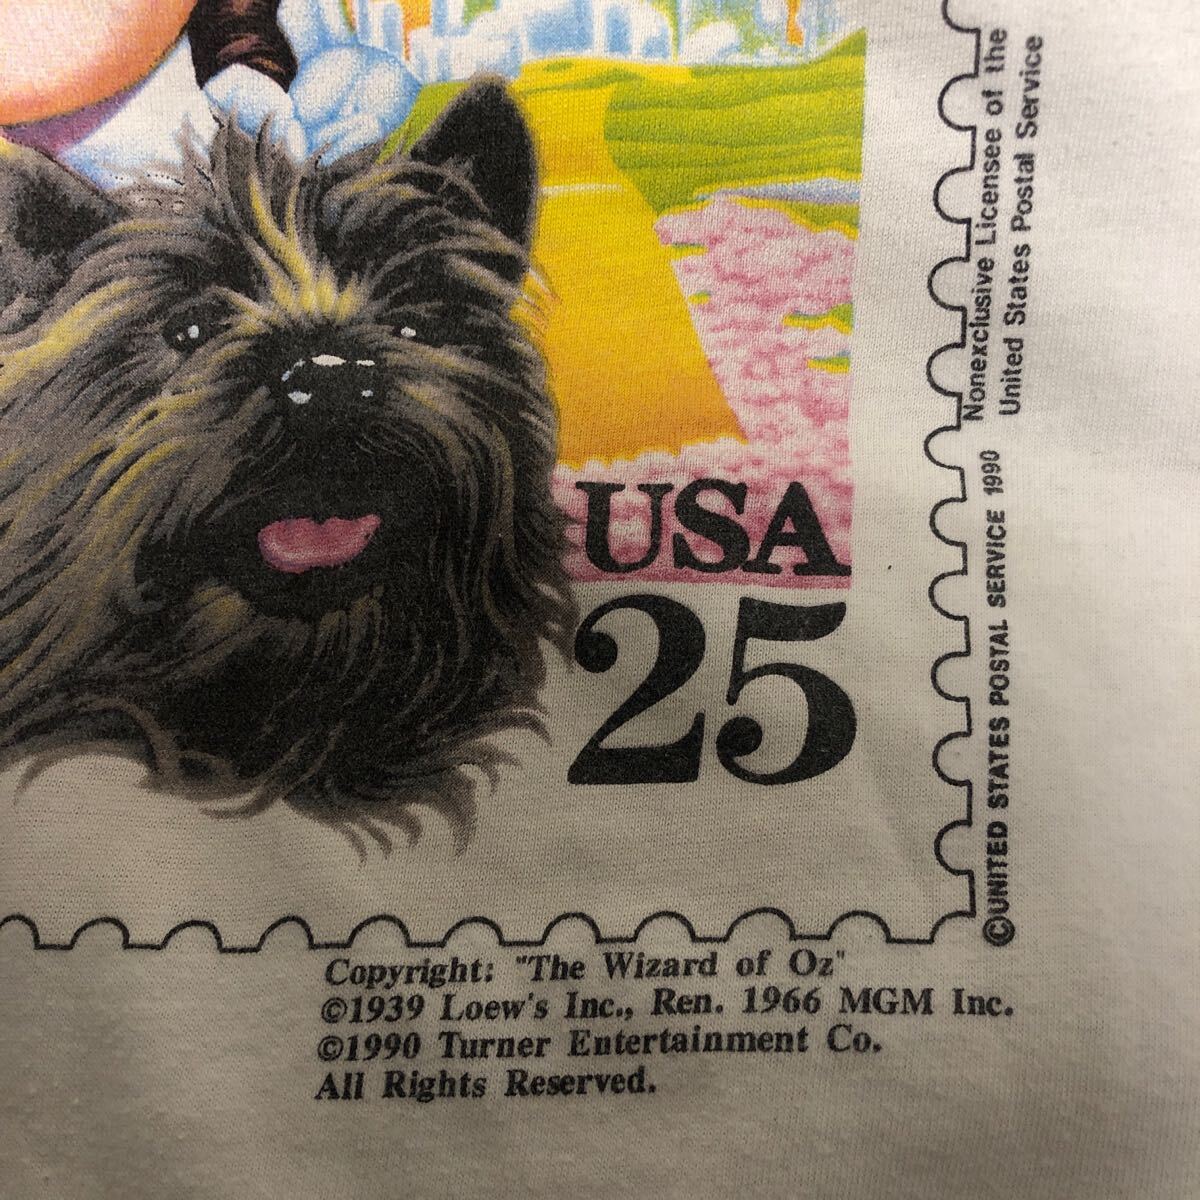 USA
25
Copyright: "The Wizard of Oz"
©1939 Loew's Inc., Ren. 1966 MGM Inc.
©1990 Turner Entertainment Co.
All Rights Reserved.
©UNITED STATES POSTAL SERVICE 1990
Nonexclusive Licensee of the
United States Postal Service